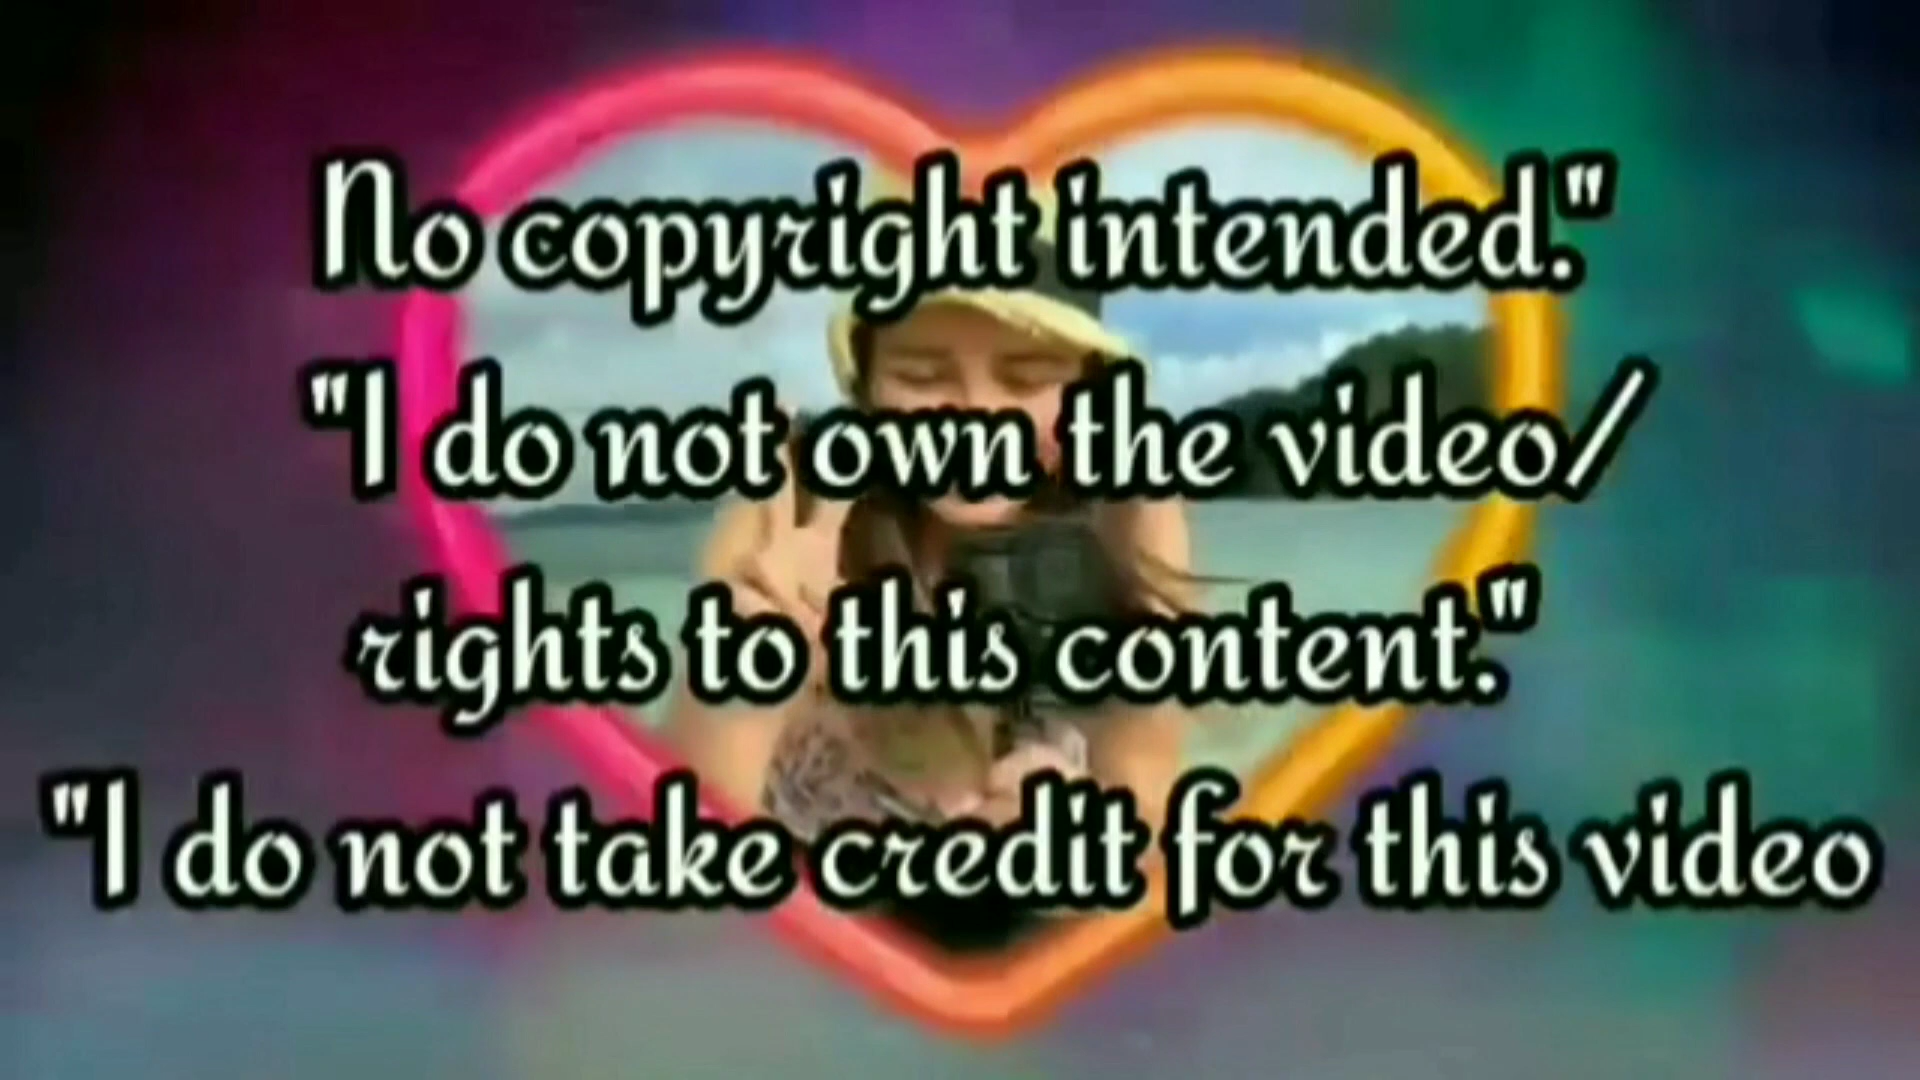 No copyright intended."
"I do not own the video/
rights to this content."
"I do not take credit for this video